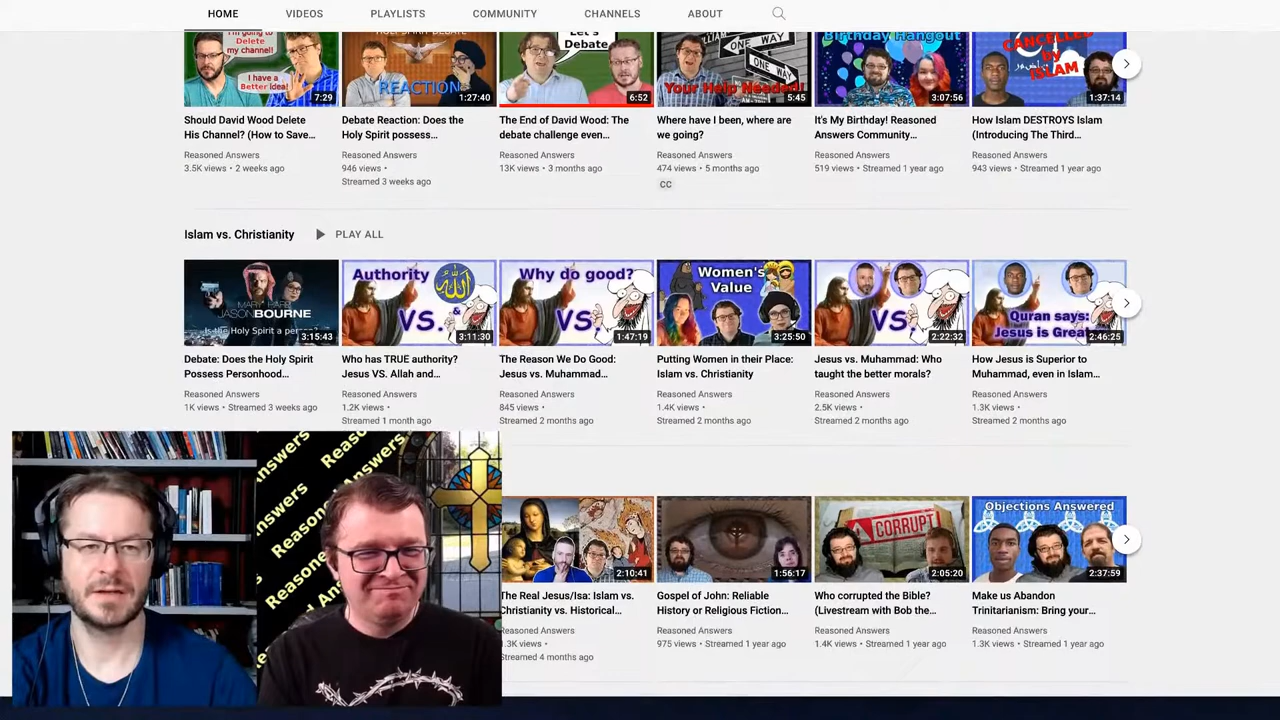 HOME
VIDEOS
PLAYLISTS
COMMUNITY
CHANNELS
ABOUT
Delete
my channel!
I have a
Better idea!
7:29
REACTION
1:27:40
Let's
Debate
6:52
ONE WAY
ONE WAY
Your Help Needed!
5:45
Birthday Hangout
3:07:56
CANCELLED
by
ISLAM
1:37:14
Should David Wood Delete
His Channel? (How to Save...
Reasoned Answers
3.5K views • 2 weeks ago
Debate Reaction: Does the
Holy Spirit possess...
Reasoned Answers
946 views •
Streamed 3 weeks ago
The End of David Wood: The
debate challenge even...
Reasoned Answers
13K views • 3 months ago
Where have I been, where are
we going?
Reasoned Answers
474 views • 5 months ago
CC
It's My Birthday! Reasoned
Answers Community...
Reasoned Answers
519 views • Streamed 1 year ago
How Islam DESTROYS Islam
(Introducing The Third...
Reasoned Answers
943 views • Streamed 1 year ago
Islam vs. Christianity
PLAY ALL
JASON BOURNE
Is the Holy Spirit a
3:15:43
Authority
الله
&
VS.
3:11:30
Why do good?
VS.
1:47:19
Women's
Value
3:25:50
VS.
2:22:32
Quran says:
Jesus is Great
2:46:25
Debate: Does the Holy Spirit
Possess Personhood...
Reasoned Answers
1K views • Streamed 3 weeks ago
Who has TRUE authority?
Jesus VS. Allah and...
Reasoned Answers
1.2K views •
Streamed 1 month ago
The Reason We Do Good:
Jesus vs. Muhammad...
Reasoned Answers
845 views •
Streamed 2 months ago
Putting Women in their Place:
Islam vs. Christianity
Reasoned Answers
1.4K views •
Streamed 2 months ago
Jesus vs. Muhammad: Who
taught the better morals?
Reasoned Answers
2.5K views •
Streamed 2 months ago
How Jesus is Superior to
Muhammad, even in Islam...
Reasoned Answers
1.3K views •
Streamed 2 months ago
Answers
Reasoned Answers
2:10:41
1:56:17
CORRUPT
2:05:20
Objections Answered
2:37:59
The Real Jesus/Isa: Islam vs.
Christianity vs. Historical...
Reasoned Answers
1.3K views •
Streamed 4 months ago
Gospel of John: Reliable
History or Religious Fiction...
Reasoned Answers
975 views • Streamed 1 year ago
Who corrupted the Bible?
(Livestream with Bob the...
Reasoned Answers
1.4K views • Streamed 1 year ago
Make us Abandon
Trinitarianism: Bring your...
Reasoned Answers
1.3K views • Streamed 1 year ago